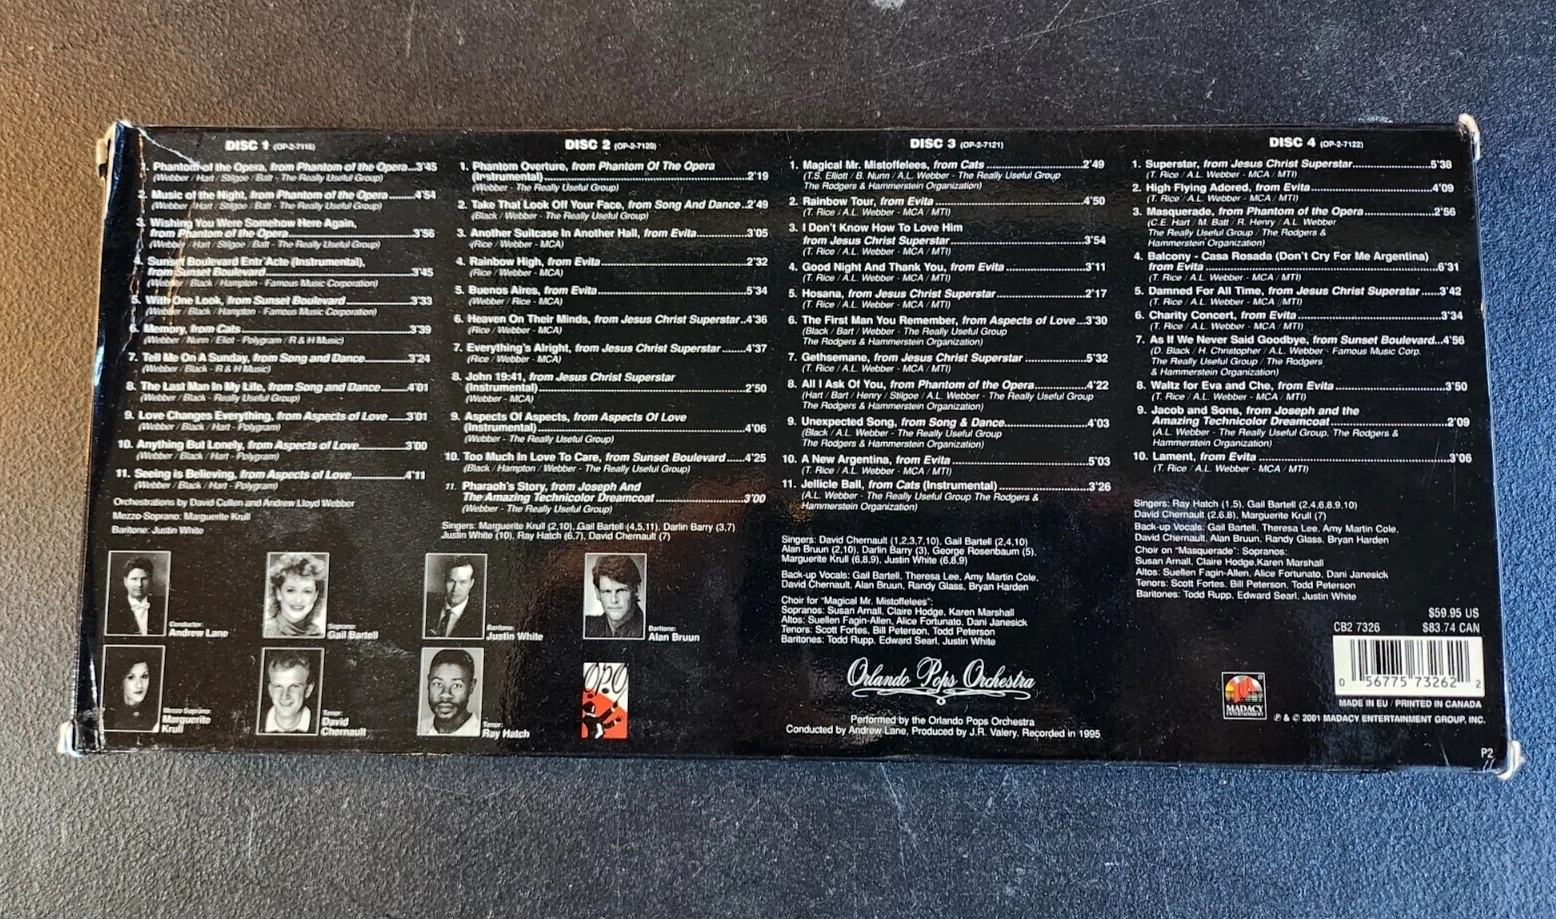 DISC 1 (OP-2-7116)
1. Phantom of the Opera, from Phantom of the Opera...3'45
(Webber / Hart / Stilgoe / Batt - The Really Useful Group)
2. Music of the Night, from Phantom of the Opera...4'54
(Webber / Hart / Stilgoe / Batt - The Really Useful Group)
3. Wishing You Were Somehow Here Again,
from Phantom of the Opera...3'56
(Webber / Hart / Stilgoe / Batt - The Really Useful Group)
4. Sunset Boulevard Entr'Acte (Instrumental),
from Sunset Boulevard...3'45
(Webber / Black / Hampton - Famous Music Corporation)
5. With One Look, from Sunset Boulevard...3'33
(Webber / Black / Hampton - Famous Music Corporation)
6. Memory, from Cats...3'39
(Webber / Nunn / Eliot - Polygram / R & H Music)
7. Tell Me On A Sunday, from Song and Dance...3'24
(Webber / Black - R & H Music)
8. The Last Man In My Life, from Song and Dance...4'01
(Webber / Black - Really Useful Group)
9. Love Changes Everything, from Aspects of Love...3'01
(Webber / Black / Hart - Polygram)
10. Anything But Lonely, from Aspects of Love...3'00
(Webber / Black / Hart - Polygram)
11. Seeing is Believing, from Aspects of Love...4'11
(Webber / Black / Hart - Polygram)
Orchestrations by David Cullen and Andrew Lloyd Webber
Mezzo-Soprano: Marguerite Krull
Baritone: Justin White
DISC 2 (OP-2-7120)
1. Phantom Overture, from Phantom Of The Opera
(Instrumental)...2'19
(Webber - The Really Useful Group)
2. Take That Look Off Your Face, from Song and Dance..2'49
(Black / Webber - The Really Useful Group)
3. Another Suitcase In Another Hall, from Evita...3'05
(Rice / Webber - MCA)
4. Rainbow High, from Evita...2'32
(Rice / Webber - MCA)
5. Buenos Aires, from Evita...5'34
(Webber / Rice - MCA)
6. Heaven On Their Minds, from Jesus Christ Superstar..4'36
(Rice / Webber - MCA)
7. Everything's Alright, from Jesus Christ Superstar...4'37
(Rice / Webber - MCA)
8. John 19:41, from Jesus Christ Superstar
(Instrumental)...2'50
(Webber - MCA)
9. Aspects Of Aspects, from Aspects Of Love
(Instrumental)...4'06
(Webber - The Really Useful Group)
10. Too Much In Love To Care, from Sunset Boulevard...4'25
(Black / Hampton / Webber - The Really Useful Group)
11. Pharaoh's Story, from Joseph And
The Amazing Technicolor Dreamcoat...3'00
(Webber - The Really Useful Group)
Singers: Marguerite Krull (2,10), Gail Bartell (4,5,11), Darlin Barry (3,7)
Justin White (10), Ray Hatch (6,7), David Chernault (7)
DISC 3 (OP-2-7121)
1. Magical Mr. Mistoffelees, from Cats...2'49
(T.S. Elliott / B. Nunn / A.L. Webber - The Really Useful Group
The Rodgers & Hammerstein Organization)
2. Rainbow Tour, from Evita...4'50
(T. Rice / A.L. Webber - MCA / MTI)
3. I Don't Know How To Love Him
from Jesus Christ Superstar...3'54
(T. Rice / A.L. Webber - MCA / MTI)
4. Good Night And Thank You, from Evita...3'11
(T. Rice / A.L. Webber - MCA / MTI)
5. Hosana, from Jesus Christ Superstar...2'17
(T. Rice / A.L. Webber - MCA / MTI)
6. The First Man You Remember, from Aspects of Love...3'30
(Black / Bart / Webber - The Really Useful Group
The Rodgers & Hammerstein Organization)
7. Gethsemane, from Jesus Christ Superstar...5'32
(T. Rice / A.L. Webber - MCA / MTI)
8. All I Ask Of You, from Phantom of the Opera...4'22
(Hart / Bart / Henry / Stilgoe / A.L. Webber - The Really Useful Group
The Rodgers & Hammerstein Organization)
9. Unexpected Song, from Song & Dance...4'03
(Black / A.L. Webber - The Really Useful Group
The Rodgers & Hammerstein Organization)
10. A New Argentina, from Evita...5'03
(T. Rice / A.L. Webber - MCA / MTI)
11. Jellicle Ball, from Cats (Instrumental)...3'26
(A.L. Webber - The Really Useful Group The Rodgers &
Hammerstein Organization)
Singers: David Chernault (1,2,3,7,10), Gail Bartell (2,4,10)
Alan Bruun (2,10), Darlin Barry (3), George Rosenbaum (5),
Marguerite Krull (6,8,9), Justin White (6,8,9)
Back-up Vocals: Gail Bartell, Theresa Lee, Amy Martin Cole,
David Chernault, Alan Bruun, Randy Glass, Bryan Harden
Choir for "Magical Mr. Mistoffelees":
Sopranos: Susan Arnall, Claire Hodge, Karen Marshall
Altos: Suellen Fagin-Allen, Alice Fortunato, Dani Janesick
Tenors: Scott Fortes, Bill Peterson, Todd Peterson
Baritones: Todd Rupp, Edward Searl, Justin White
Orlando Pops Orchestra
Performed by the Orlando Pops Orchestra
Conducted by Andrew Lane, Produced by J.R. Valery, Recorded in 1995
DISC 4 (OP-2-7122)
1. Superstar, from Jesus Christ Superstar...5'38
(T. Rice / A.L. Webber - MCA / MTI)
2. High Flying Adored, from Evita...4'09
(T. Rice / A.L. Webber - MCA / MTI)
3. Masquerade, from Phantom of the Opera...2'56
(C.E. Hart / M. Batt / R. Henry / A.L. Webber
The Really Useful Group / The Rodgers &
Hammerstein Organization)
4. Balcony - Casa Rosada (Don't Cry For Me Argentina)
from Evita...6'31
(T. Rice / A.L. Webber - MCA / MTI)
5. Damned For All Time, from Jesus Christ Superstar...3'42
(T. Rice / A.L. Webber - MCA / MTI)
6. Charity Concert, from Evita...3'34
(T. Rice / A.L. Webber - MCA / MTI)
7. As If We Never Said Goodbye, from Sunset Boulevard...4'56
(D. Black / H. Christopher / A.L. Webber - Famous Music Corp.
The Really Useful Group / The Rodgers
& Hammerstein Organization)
8. Waltz for Eva and Che, from Evita...3'50
(T. Rice / A.L. Webber - MCA / MTI)
9. Jacob and Sons, from Joseph and the
Amazing Technicolor Dreamcoat...2'09
(A.L. Webber - The Really Useful Group, The Rodgers &
Hammerstein Organization)
10. Lament, from Evita...3'06
(T. Rice / A.L. Webber - MCA / MTI)
Singers: Ray Hatch (1,5), Gail Bartell (2,4,6,8,9,10)
David Chernault (2,6,8), Marguerite Krull (7)
Back-up Vocals: Gail Bartell, Theresa Lee, Amy Martin Cole,
David Chernault, Alan Bruun, Randy Glass, Bryan Harden
Choir on "Masquerade": Sopranos:
Susan Arnall, Claire Hodge, Karen Marshall
Altos: Suellen Fagin-Allen, Alice Fortunato, Dani Janesick
Tenors: Scott Fortes, Bill Peterson, Todd Peterson
Baritones: Todd Rupp, Edward Searl, Justin White
Conductor:
Andrew Lane
Soprano:
Gail Bartell
Baritone:
Justin White
Baritone:
Alan Bruun
Mezzo Soprano:
Marguerite
Krull
Tenor:
David
Chernault
Tenor:
Ray Hatch
OPO
MADACY
ENTERTAINMENT
$59.95 US
CB2 7326 $83.74 CAN
0 56775 73262 2
MADE IN EU / PRINTED IN CANADA
℗ & © 2001 MADACY ENTERTAINMENT GROUP, INC.
P2